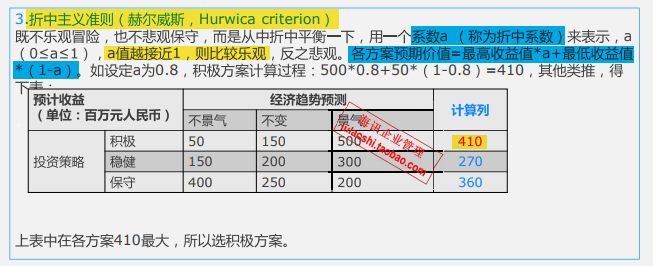 3.折中主义准则（赫尔威斯，Hurwica criterion）
既不乐观冒险，也不悲观保守，而是从中折中平衡一下，用一个系数a （称为折中系数）来表示，a
（0≤a≤1），a值越接近1，则比较乐观，反之悲观。各方案预期价值=最高收益值*a+最低收益值
*（1-a）。如设定a为0.8，积极方案计算过程：500*0.8+50*（1-0.8）=410，其他类推，得
下表：
预计收益 经济趋势预测 计算列
（单位：百万元人民币） 不景气 不变 景气
投资策略 积极 50 150 500 410
稳健 150 200 300 270
保守 400 250 200 360
海讯企业管理
tulaoshi.taobao.com
上表中在各方案410最大，所以选积极方案。